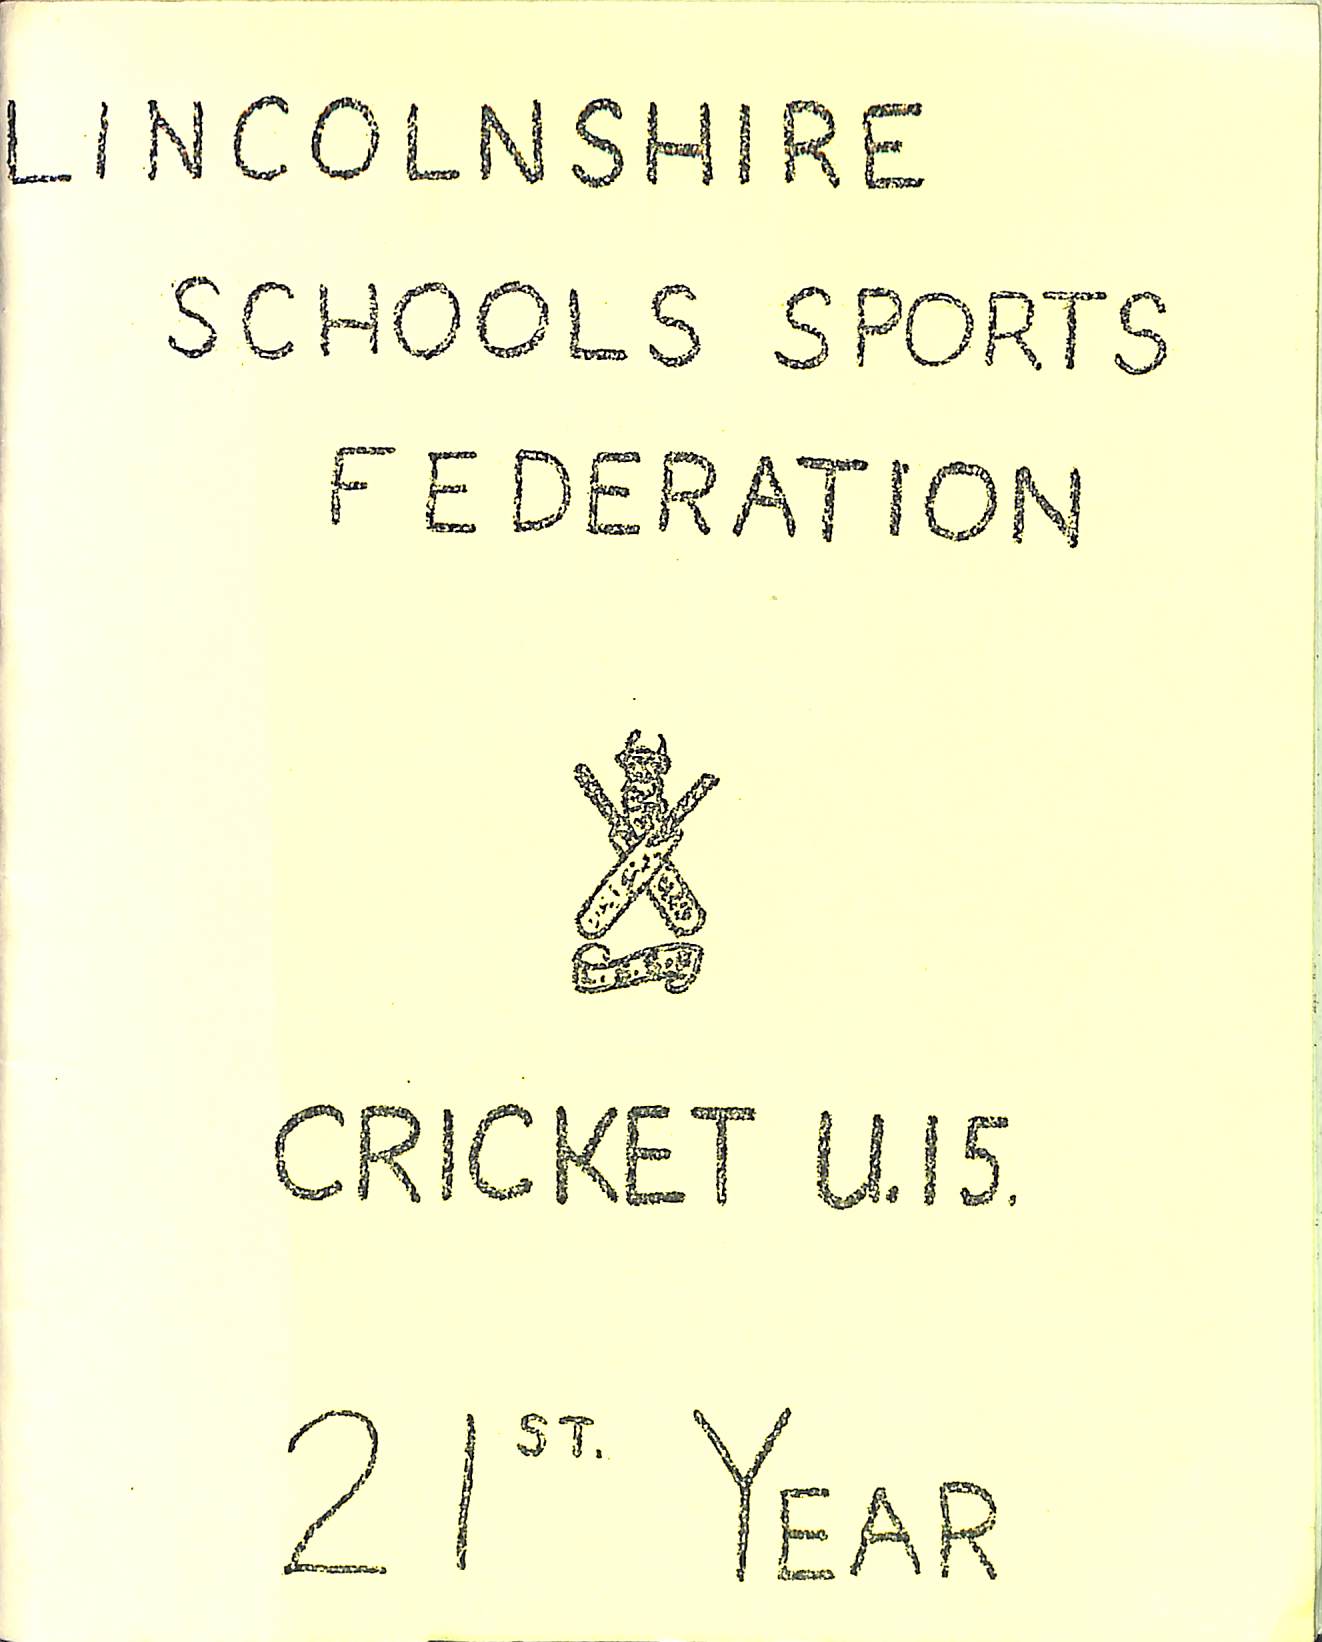 LINCOLNSHIRE
SCHOOLS SPORTS
FEDERATION
CRICKET U.15.
21ST. YEAR